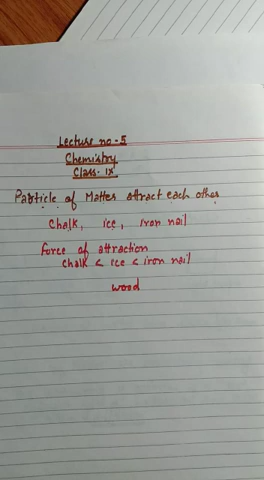 Lecture no-5
Chemistry
Class-IX
Particle of Matter attract each other
chalk, ice, iron nail
force of attraction
chalk < ice < iron nail
wood